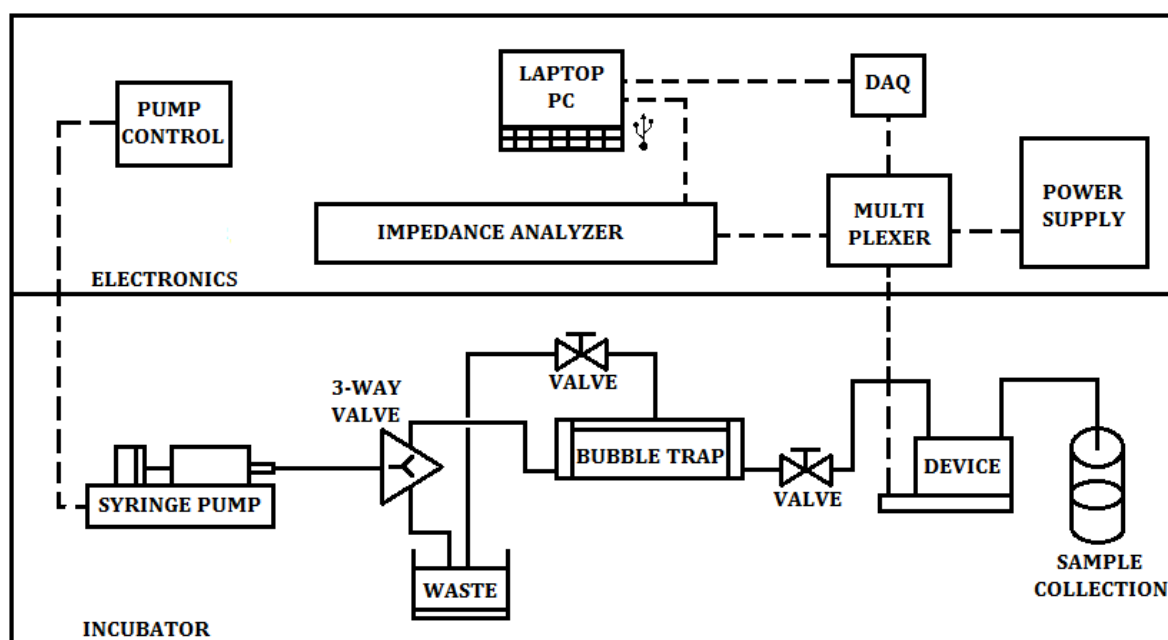 LAPTOP
PC
DAQ
PUMP
CONTROL
POWER
SUPPLY
MULTI
PLEXER
IMPEDANCE ANALYZER
ELECTRONICS
3-WAY
VALVE
VALVE
BUBBLE TRAP
DEVICE
SYRINGE PUMP
VALVE
WASTE
SAMPLE
COLLECTION
INCUBATOR